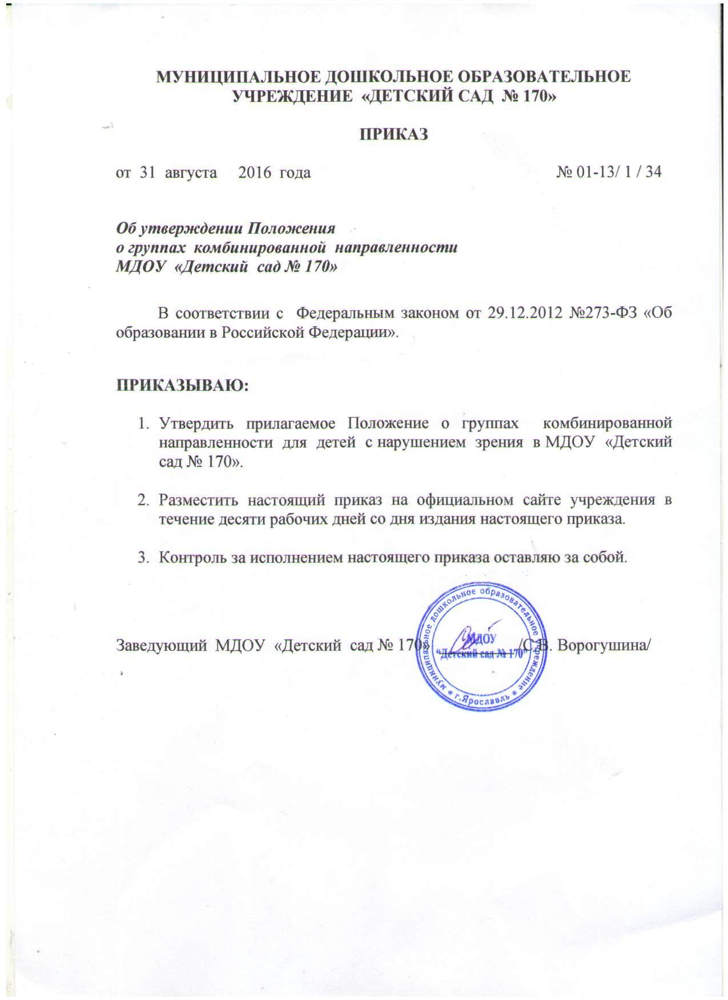 МУНИЦИПАЛЬНОЕ ДОШКОЛЬНОЕ ОБРАЗОВАТЕЛЬНОЕ
УЧРЕЖДЕНИЕ «ДЕТСКИЙ САД № 170»
ПРИКАЗ
от 31 августа 2016 года № 01-13/ 1 / 34
Об утверждении Положения
о группах комбинированной направленности
МДОУ «Детский сад № 170»
В соответствии с Федеральным законом от 29.12.2012 №273-ФЗ «Об
образовании в Российской Федерации».
ПРИКАЗЫВАЮ:
1. Утвердить прилагаемое Положение о группах комбинированной
направленности для детей с нарушением зрения в МДОУ «Детский
сад № 170».
2. Разместить настоящий приказ на официальном сайте учреждения в
течение десяти рабочих дней со дня издания настоящего приказа.
3. Контроль за исполнением настоящего приказа оставляю за собой.
Заведующий МДОУ «Детский сад № 170» /С.В. Ворогушина/
муниципальное дошкольное образовательное учреждение
* г.Ярославль *
МДОУ
“Детский сад № 170”